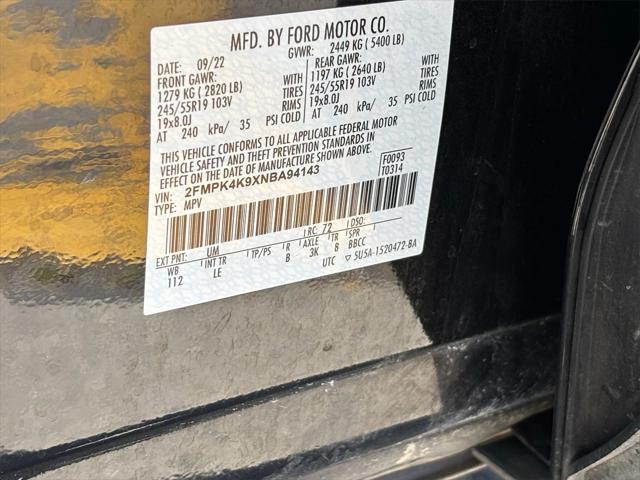 MFD. BY FORD MOTOR CO.
DATE: 09/22 GVWR: 2449 KG ( 5400 LB)
FRONT GAWR: REAR GAWR:
1279 KG ( 2820 LB) WITH 1197 KG ( 2640 LB) WITH
245/55R19 103V TIRES 245/55R19 103V TIRES
19x8.0J RIMS 19x8.0J RIMS
AT 240 kPa/ 35 PSI COLD AT 240 kPa/ 35 PSI COLD
THIS VEHICLE CONFORMS TO ALL APPLICABLE FEDERAL MOTOR
VEHICLE SAFETY AND THEFT PREVENTION STANDARDS IN
EFFECT ON THE DATE OF MANUFACTURE SHOWN ABOVE.
VIN: 2FMPK4K9XNBA94143 F0093
TYPE: MPV T0314
EXT PNT: UM RC: 72 DSO:
WB INT TR TP/PS R AXLE TR SPR
112 LE B 3K B BBCC
UTC ▽ 5U5A-1520472-BA